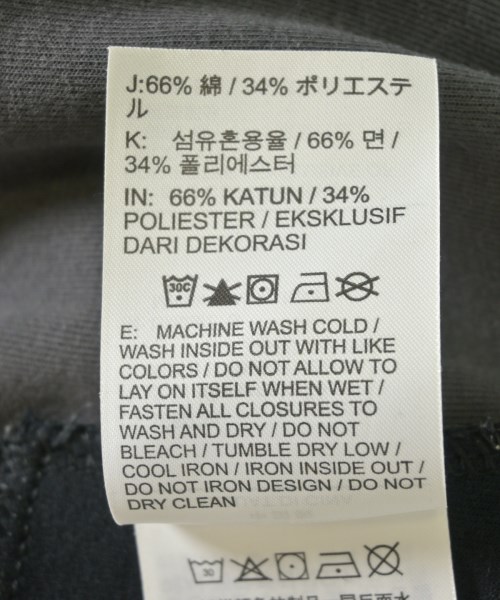 J:66% 綿 / 34% ポリエステ
ル
K: 섬유혼용율 / 66% 면 /
34% 폴리에스터
IN: 66% KATUN / 34%
POLIESTER / EKSKLUSIF
DARI DEKORASI
30C
E: MACHINE WASH COLD /
WASH INSIDE OUT WITH LIKE
COLORS / DO NOT ALLOW TO
LAY ON ITSELF WHEN WET /
FASTEN ALL CLOSURES TO
WASH AND DRY / DO NOT
BLEACH / TUMBLE DRY LOW /
COOL IRON / IRON INSIDE OUT /
DO NOT IRON DESIGN / DO NOT
DRY CLEAN
30